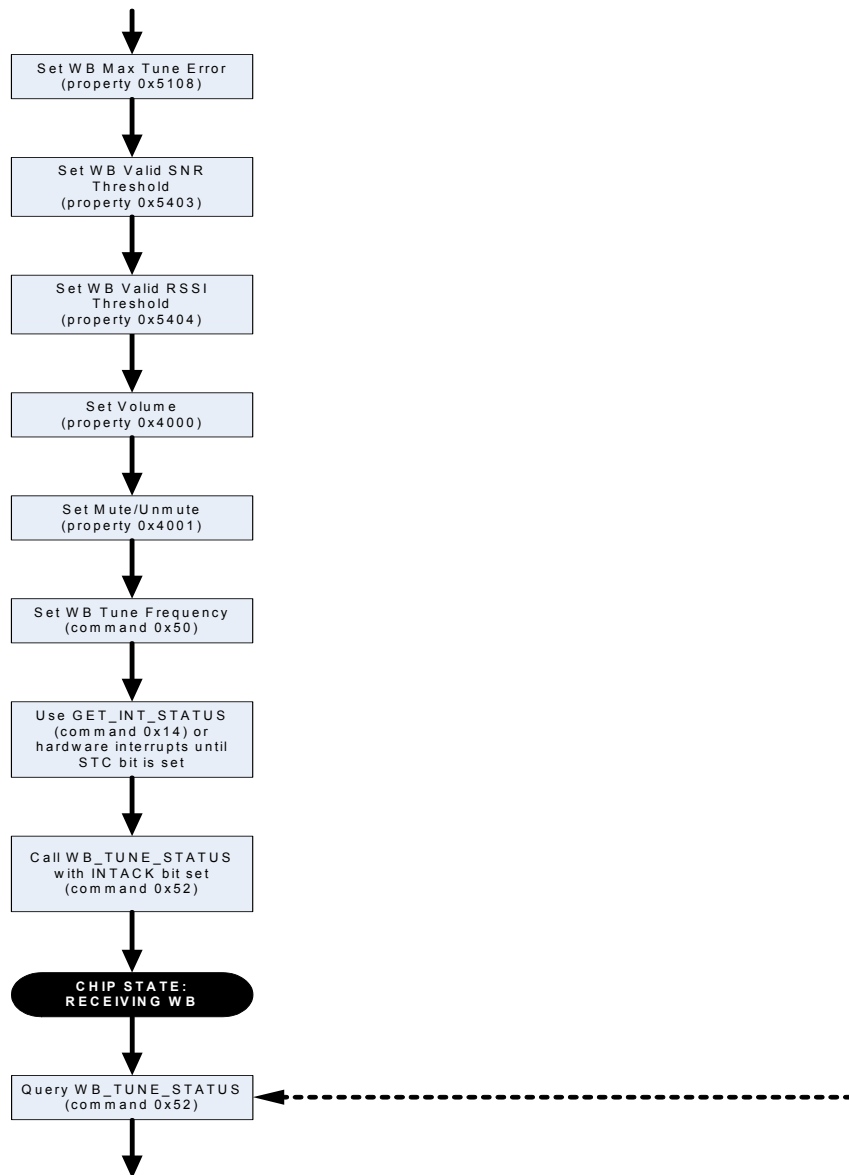 Set WB Max Tune Error
(property 0x5108)
Set WB Valid SNR
Threshold
(property 0x5403)
Set WB Valid RSSI
Threshold
(property 0x5404)
Set Volume
(property 0x4000)
Set Mute/Unmute
(property 0x4001)
Set WB Tune Frequency
(command 0x50)
Use GET_INT_STATUS
(command 0x14) or
hardware interrupts until
STC bit is set
Call WB_TUNE_STATUS
with INTACK bit set
(command 0x52)
CHIP STATE:
RECEIVING WB
Query WB_TUNE_STATUS
(command 0x52)